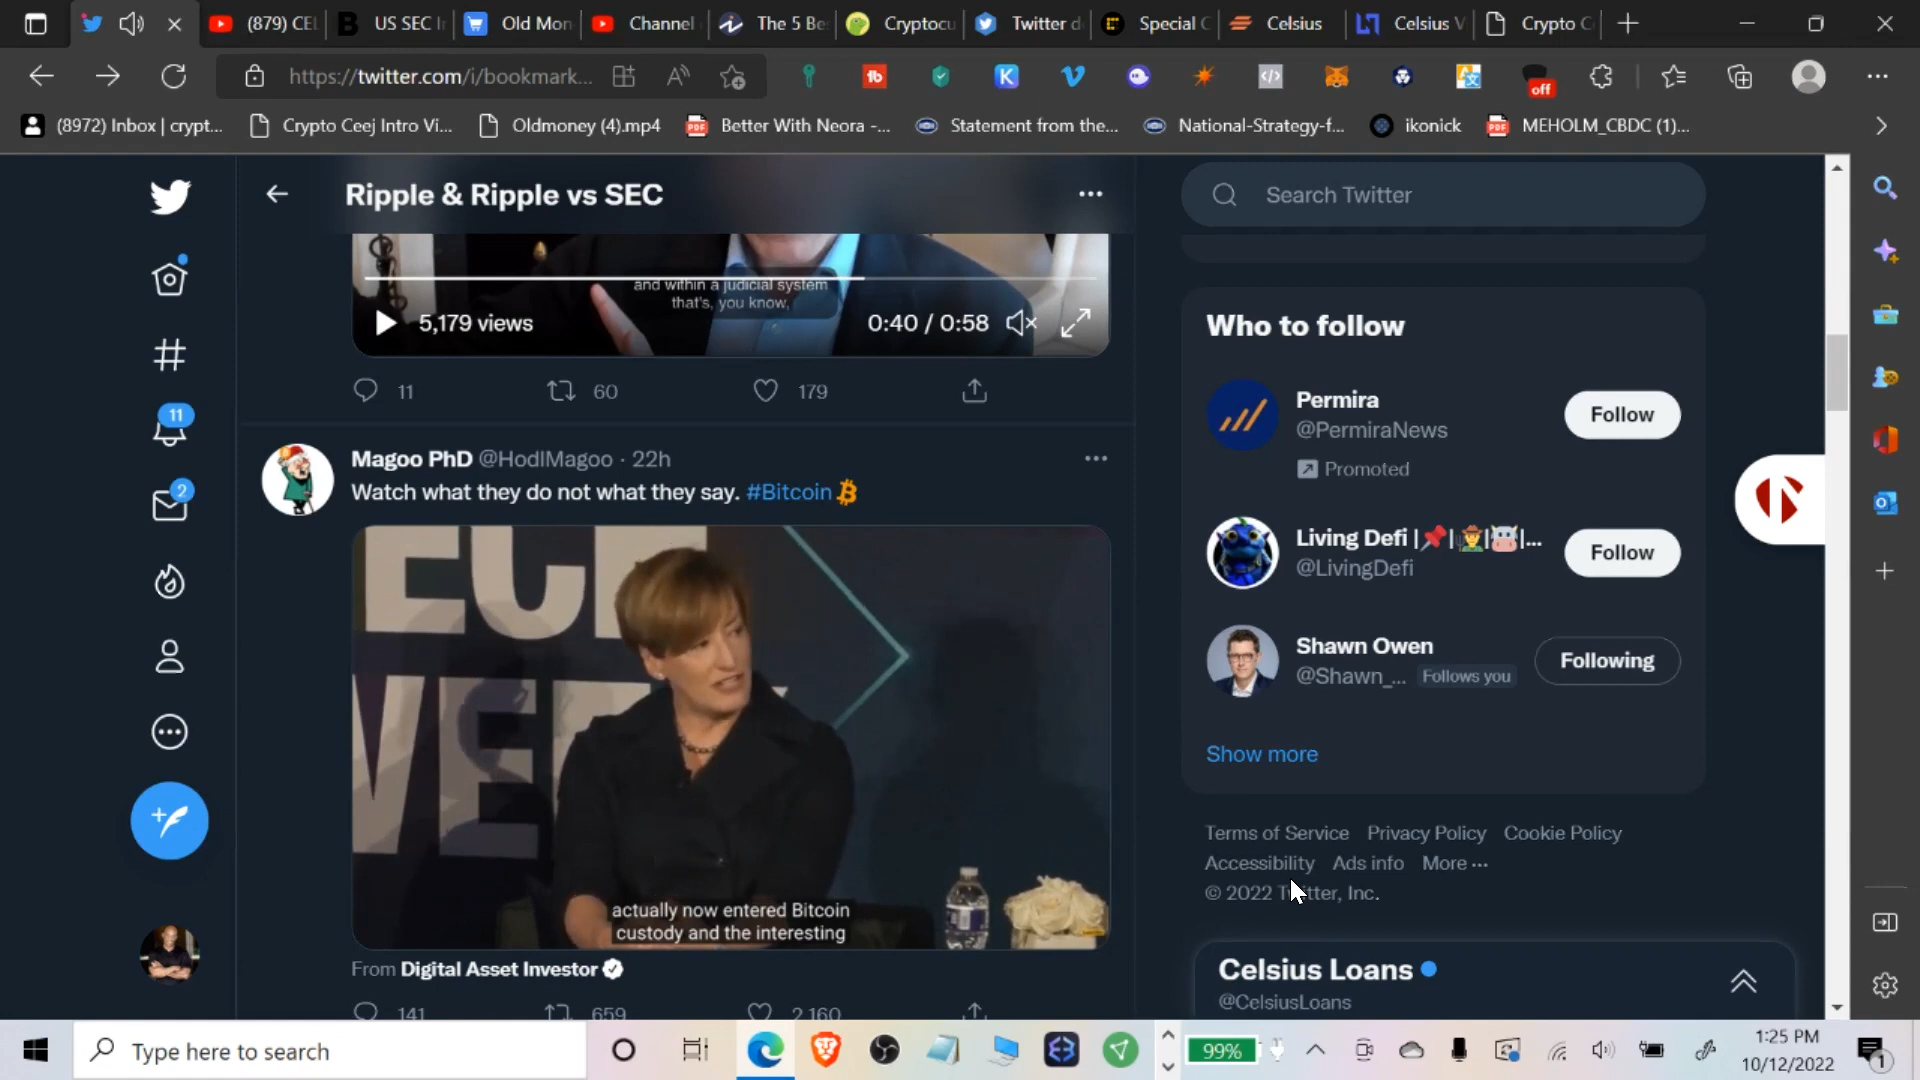 (879) CEL
US SEC I
Old Mon
Channel
The 5 Be
Cryptocu
Twitter d
Special C
Celsius
Celsius V
Crypto C
https://twitter.com/i/bookmark...
off
(8972) Inbox | crypt...
Crypto Ceej Intro Vi...
Oldmoney (4).mp4
Better With Neora -...
Statement from the...
National-Strategy-f...
ikonick
MEHOLM_CBDC (1)...
Ripple & Ripple vs SEC
Search Twitter
and within a judicial system
that's, you know,
5,179 views
0:40 / 0:58
11
60
179
Magoo PhD @HodlMagoo · 22h
Watch what they do not what they say. #Bitcoin
ECH
WEE
actually now entered Bitcoin
custody and the interesting
From Digital Asset Investor
141
659
2,160
11
2
Who to follow
Permira
@PermiraNews
Promoted
Follow
Living Defi |📌|🧑‍🌾|🐮|...
@LivingDefi
Follow
Shawn Owen
@Shawn_... Follows you
Following
Show more
Terms of Service Privacy Policy Cookie Policy
Accessibility Ads info More ...
© 2022 Twitter, Inc.
Celsius Loans
@CelsiusLoans
Type here to search
99%
1:25 PM
10/12/2022
1